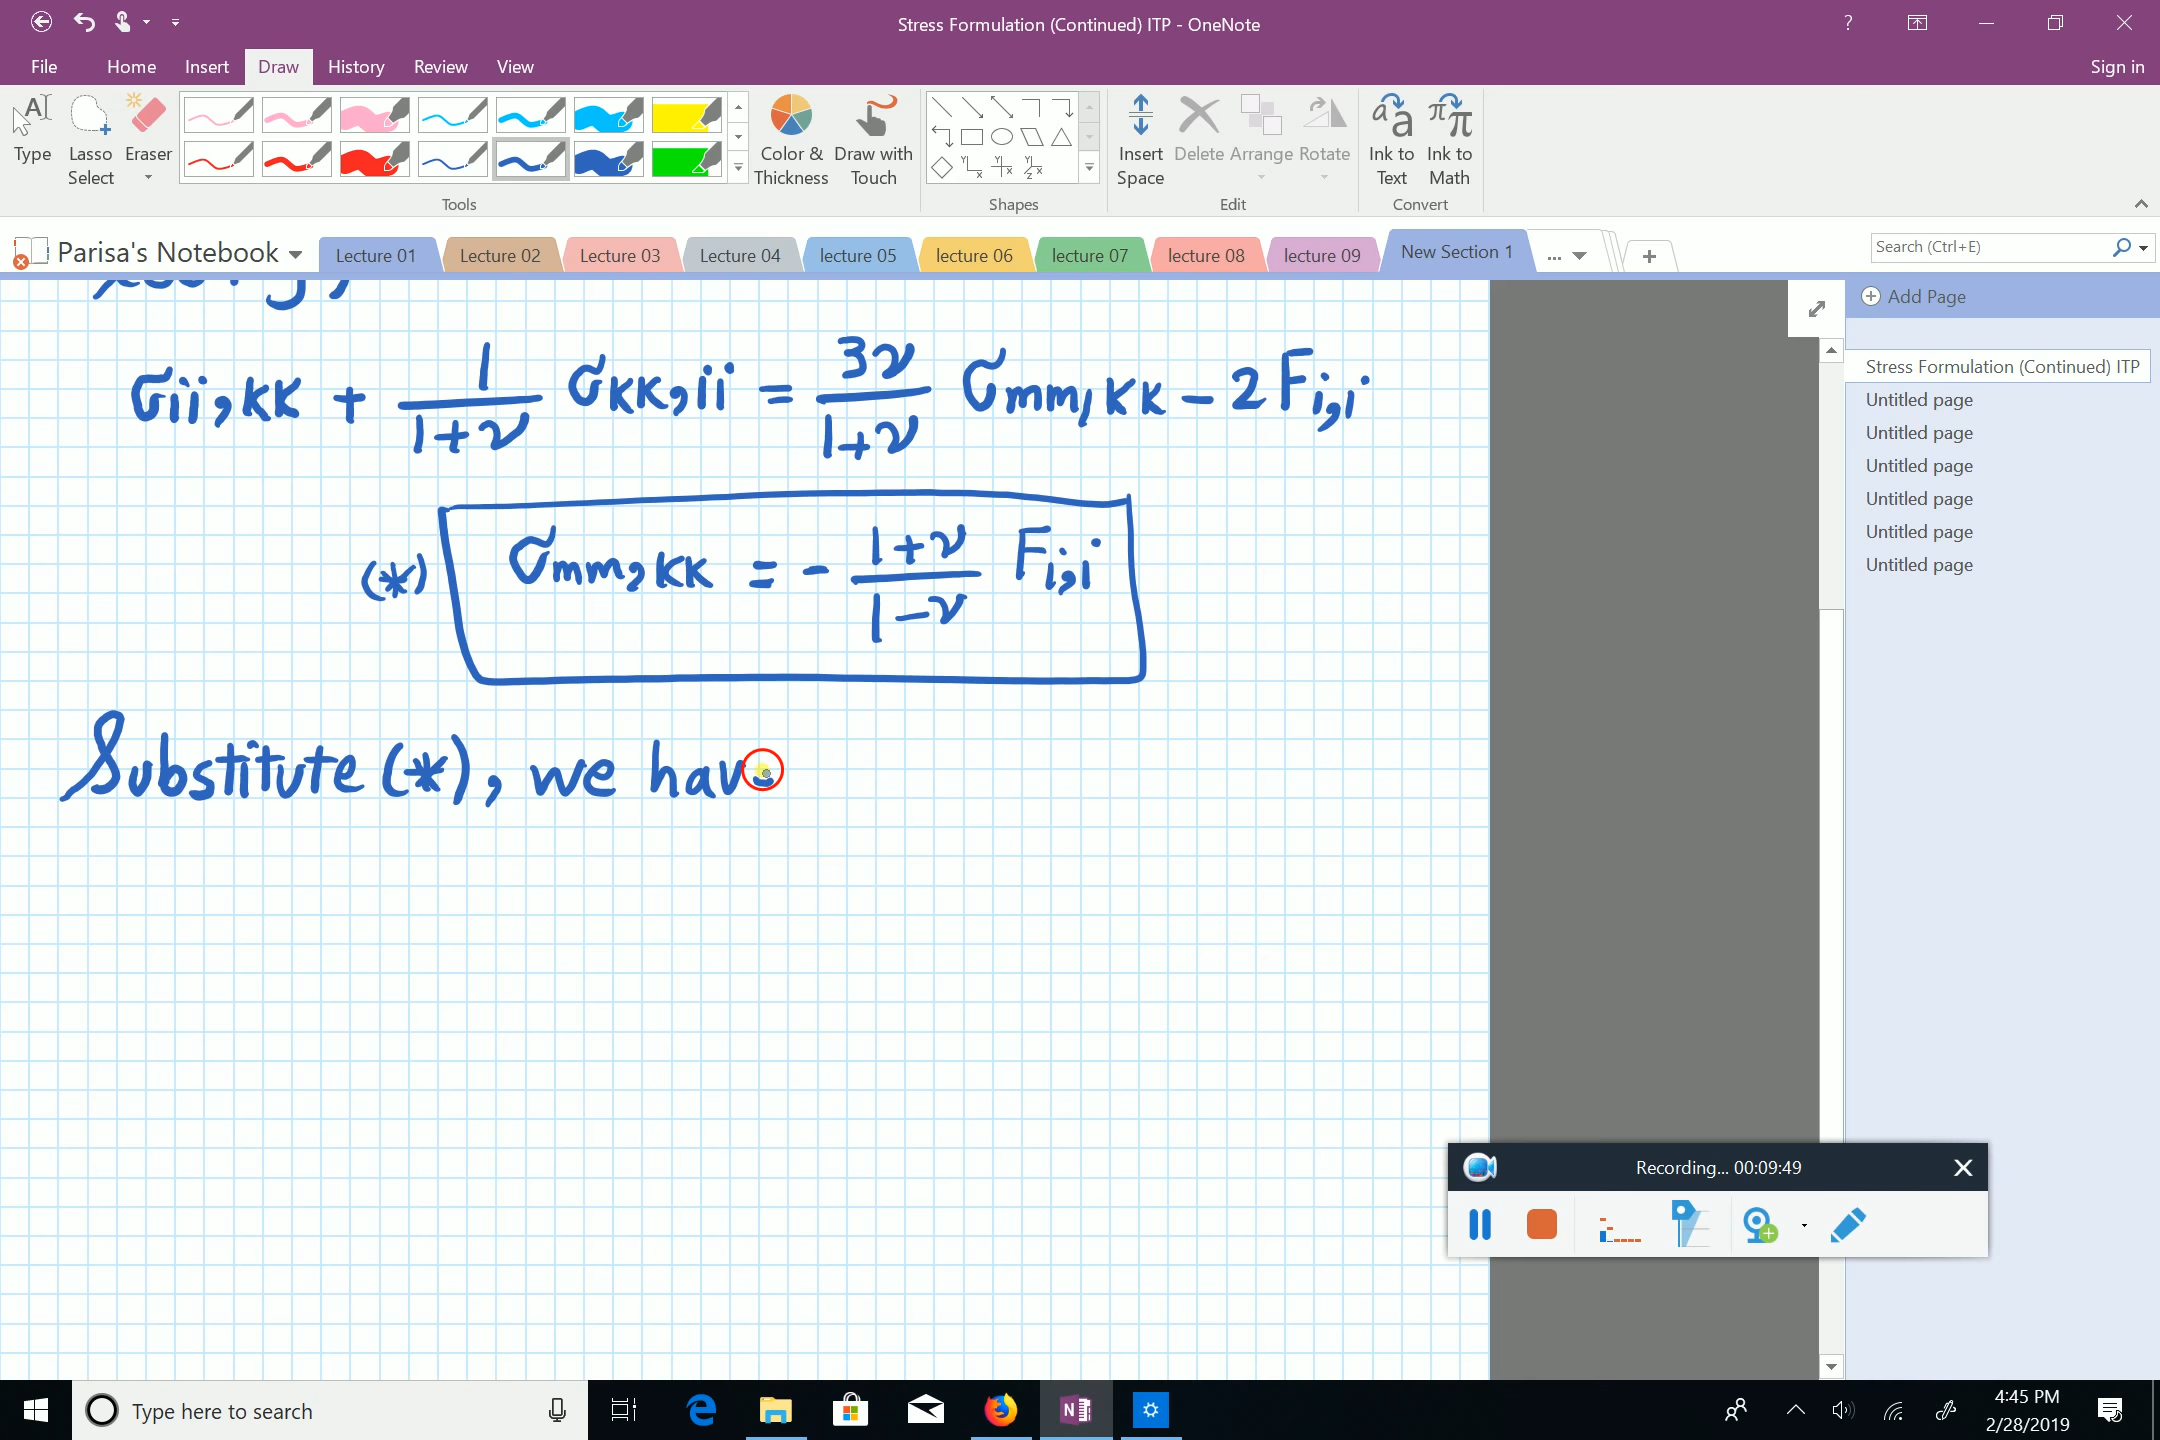 Stress Formulation (Continued) ITP - OneNote
?
File Home Insert Draw History Review View Sign in
Type Lasso Select Eraser Color & Thickness Draw with Touch Insert Space Delete Arrange Rotate Ink to Text Ink to Math
Tools Shapes Edit Convert
Parisa's Notebook Lecture 01 Lecture 02 Lecture 03 Lecture 04 lecture 05 lecture 06 lecture 07 lecture 08 lecture 09 New Section 1 ... + Search (Ctrl+E)
Add Page
Stress Formulation (Continued) ITP
Untitled page
Untitled page
Untitled page
Untitled page
Untitled page
Untitled page
σii,kk + 1/(1+ν) σkk,ii = 3ν/(1+ν) σmm,kk - 2Fi,i
(*) σmm,kk = - (1+ν)/(1-ν) Fi,i
Substitute (*), we hav
Recording... 00:09:49
Type here to search
4:45 PM
2/28/2019